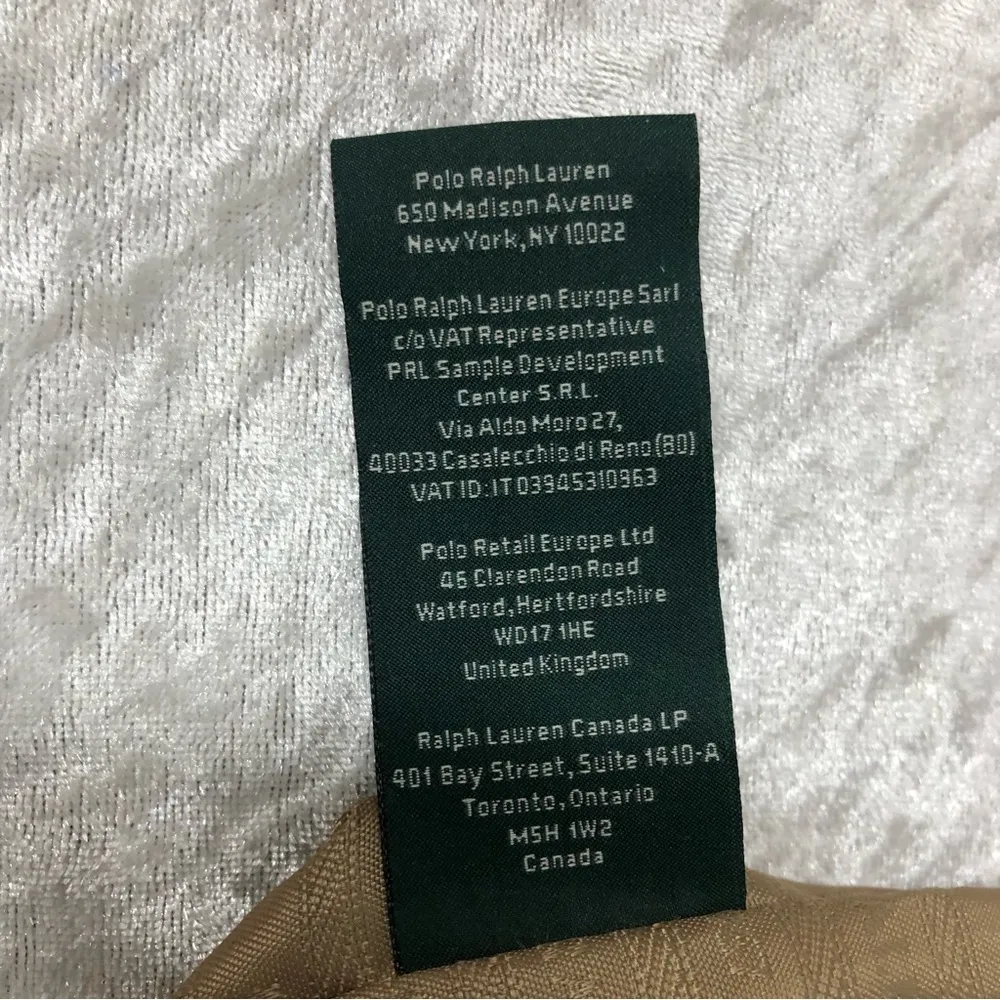 Polo Ralph Lauren
650 Madison Avenue
New York, NY 10022
Polo Ralph Lauren Europe Sarl
c/o VAT Representative
PRL Sample Development
Center S.R.L.
Via Aldo Moro 27,
40033 Casalecchio di Reno (BO)
VAT ID: IT 03945310963
Polo Retail Europe Ltd
46 Clarendon Road
Watford, Hertfordshire
WD17 1HE
United Kingdom
Ralph Lauren Canada LP
401 Bay Street, Suite 1410-A
Toronto, Ontario
M5H 1W2
Canada